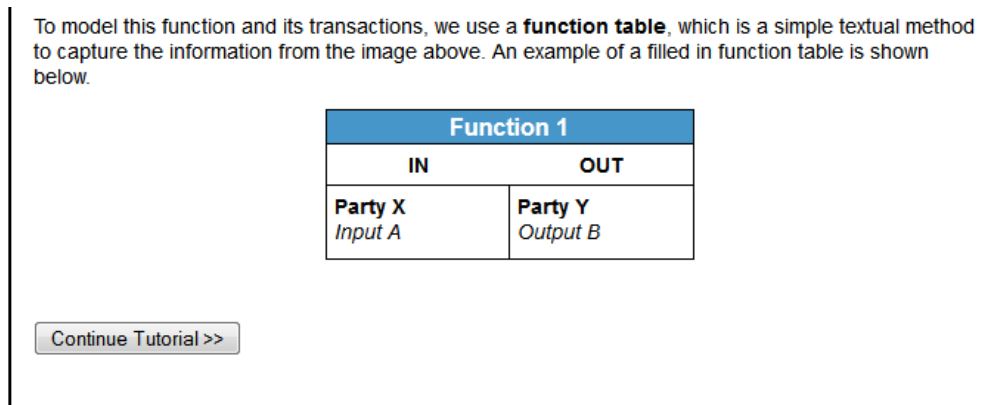 To model this function and its transactions, we use a function table, which is a simple textual method
to capture the information from the image above. An example of a filled in function table is shown
below.
Function 1
IN OUT
Party X Party Y
Input A Output B
Continue Tutorial >>